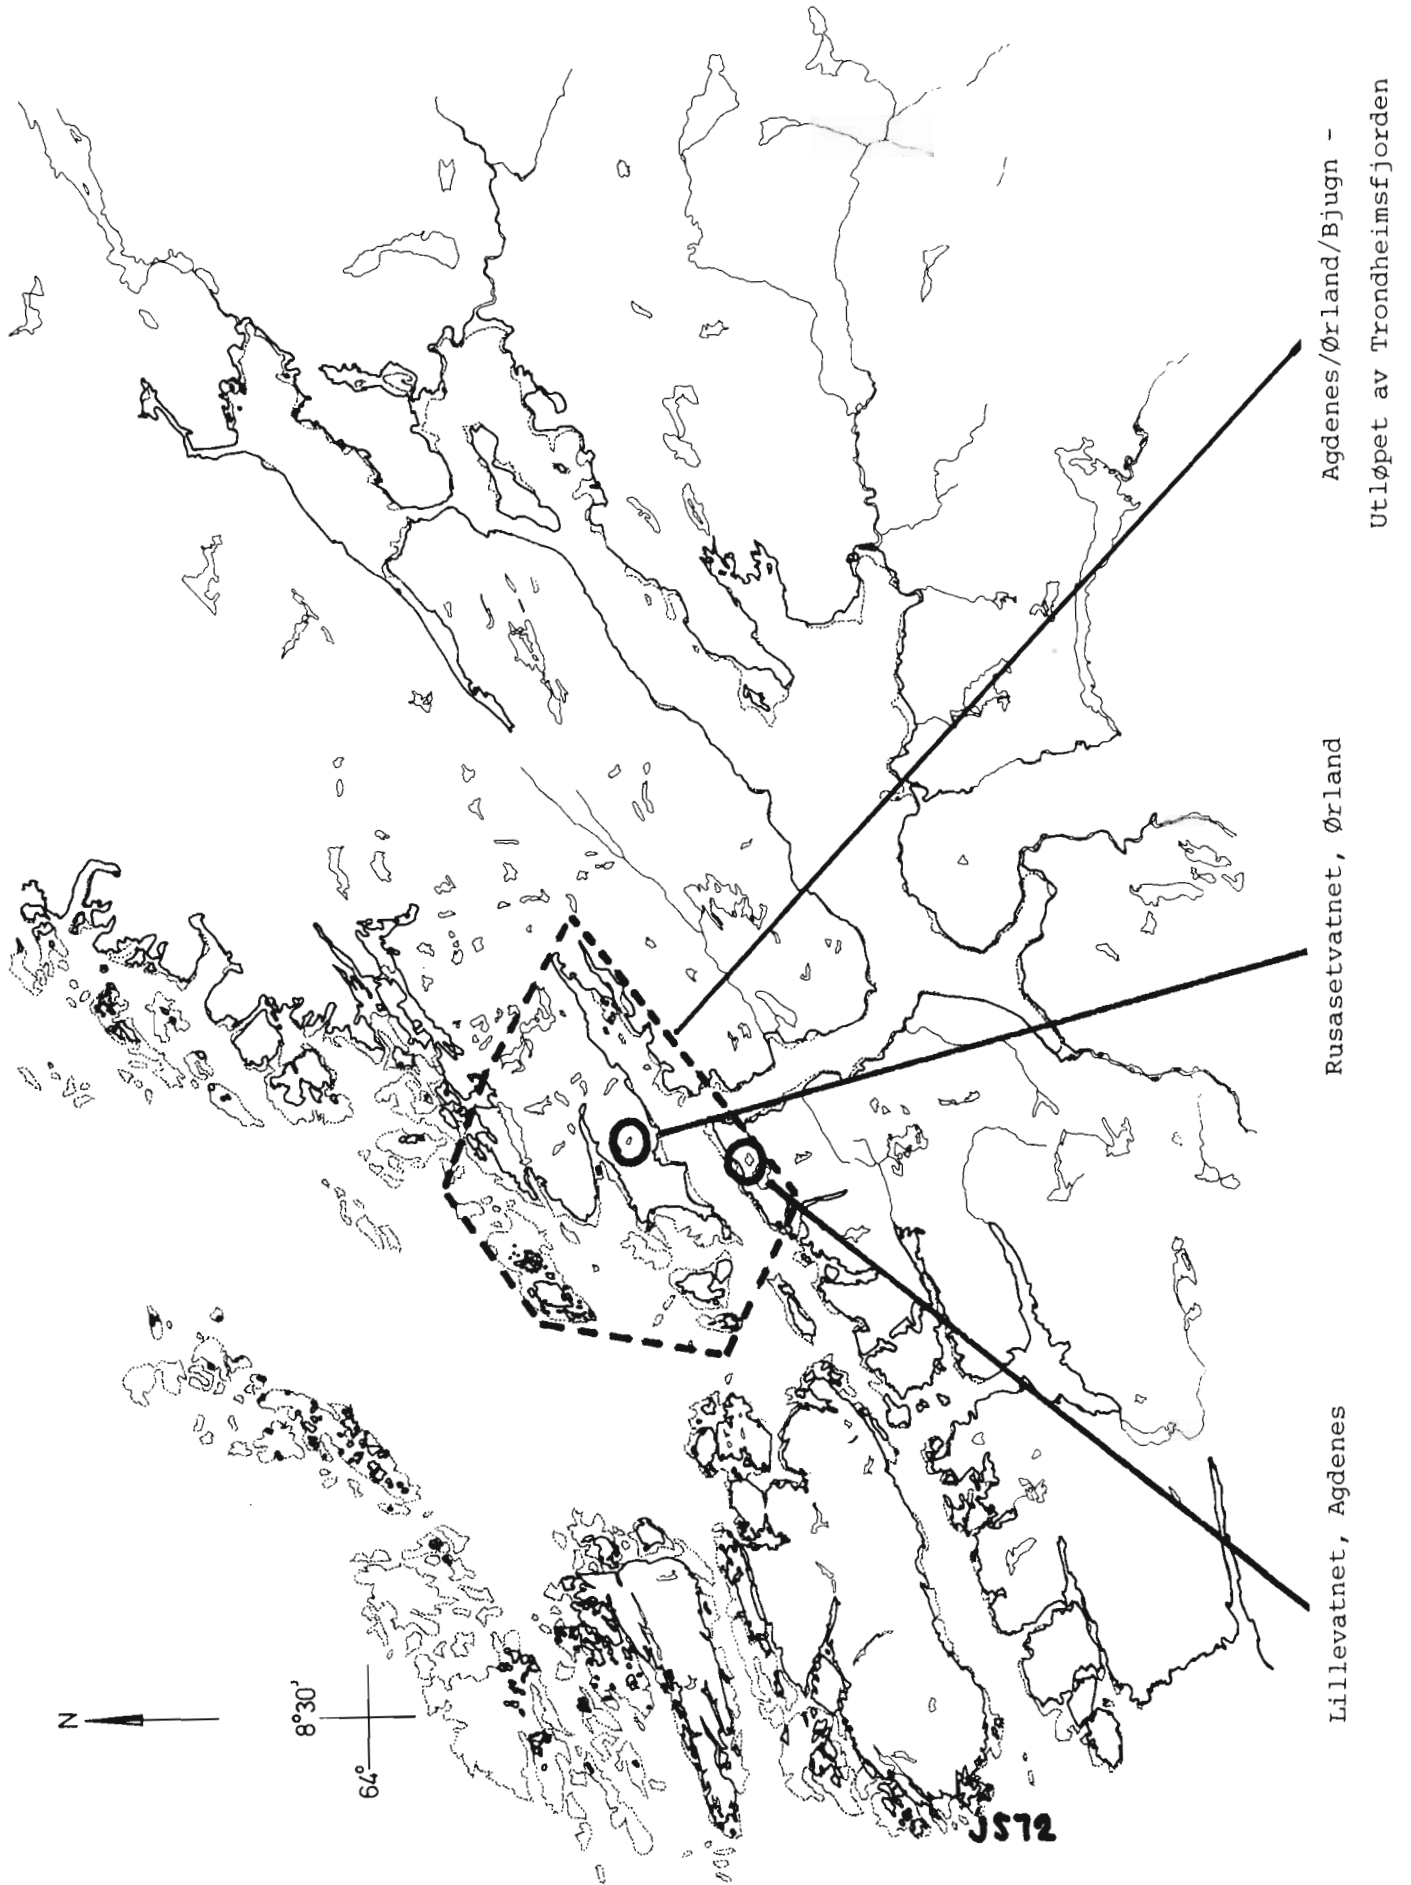 N
8°30'
64°
Lillevatnet, Agdenes
Rusasetvatnet, Ørland
Agdenes/Ørland/Bjugn -
Utløpet av Trondheimsfjorden
JS72